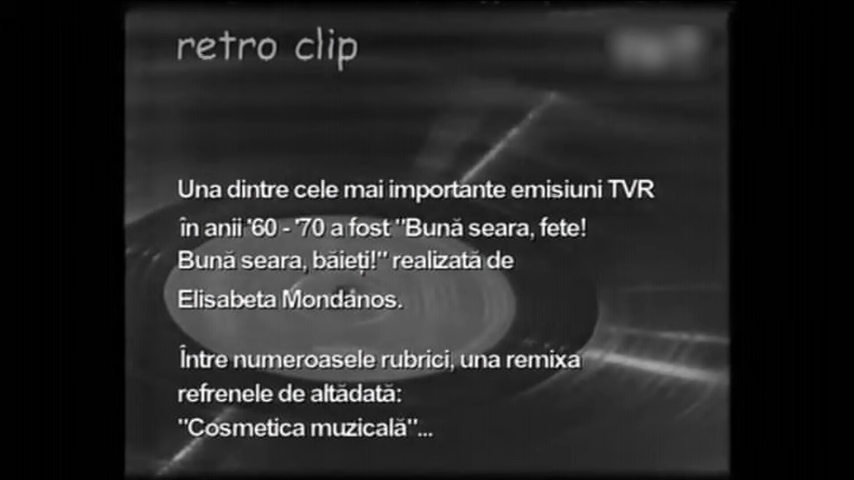 retro clip
Una dintre cele mai importante emisiuni TVR
în anii '60 - '70 a fost "Bună seara, fete!
Bună seara, băieți!" realizată de
Elisabeta Mondanos.
Între numeroasele rubrici, una remixa
refrenele de altădată:
"Cosmetica muzicală"...